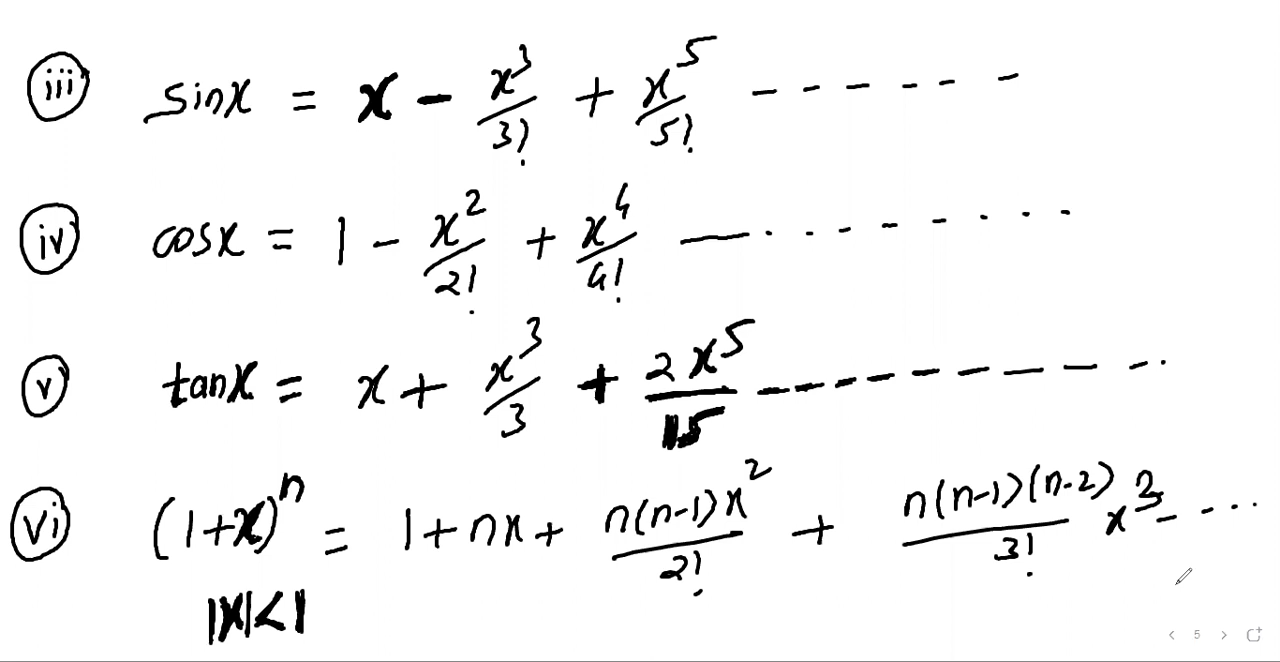 (iii) sinx = x - x³/3! + x⁵/5! - - - - - - -
(iv) cosx = 1 - x²/2! + x⁴/4! — · · - - - - · · ·
(v) tanx = x + x³/3 + 2x⁵/15 - - - - - - - - - - ·
(vi) (1+x)ⁿ = 1 + nx + n(n-1)x²/2! + n(n-1)(n-2)/3! x³ - - · · ·
|x|<1
< 5 >